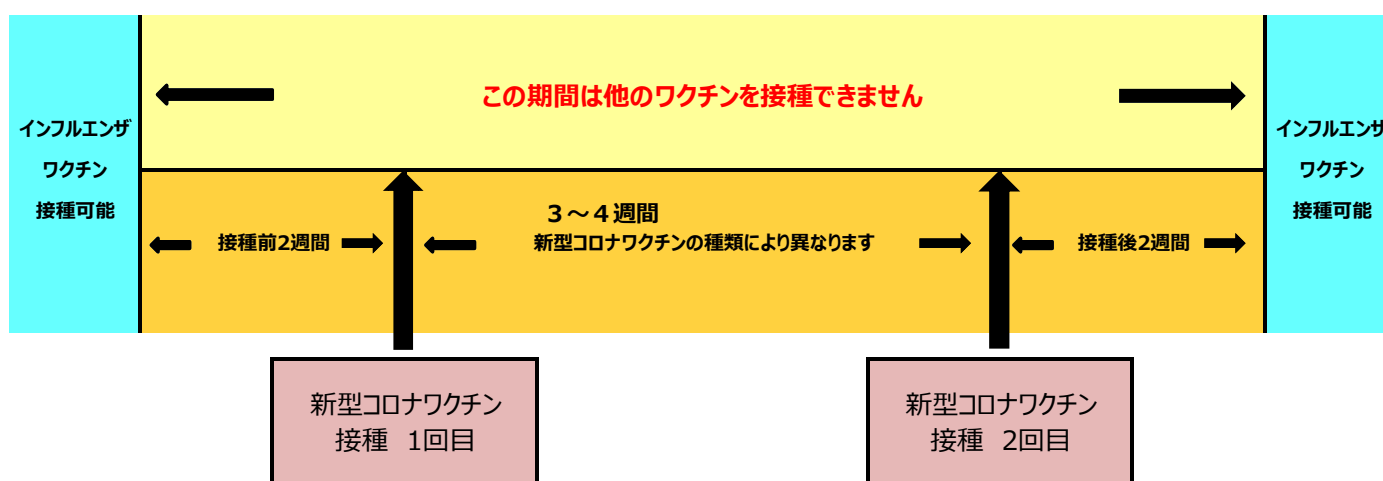 インフルエンザ
ワクチン
接種可能
この期間は他のワクチンを接種できません
インフルエンサ
ワクチン
接種可能
接種前2週間
３～４週間
新型コロナワクチンの種類により異なります
接種後2週間
新型コロナワクチン
接種　1回目
新型コロナワクチン
接種　2回目